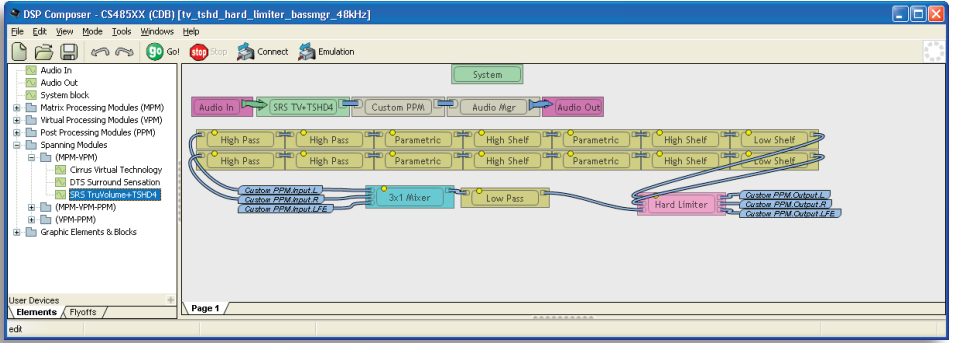 DSP Composer - CS485XX (CDB) [tv_tshd_hard_limiter_bassmgr_48kHz]
File Edit View Mode Tools Windows Help
go Go! stop Stop Connect Emulation
Audio In
Audio Out
System block
Matrix Processing Modules (MPM)
Virtual Processing Modules (VPM)
Post Processing Modules (PPM)
Spanning Modules
(MPM-VPM)
Cirrus Virtual Technology
DTS Surround Sensation
SRS TruVolume+TSHD4
(MPM-VPM-PPM)
(VPM-PPM)
Graphic Elements & Blocks
User Devices
Elements Flyoffs
edit
System
Audio In SRS TV+TSHD4 Custom PPM Audio Mgr Audio Out
High Pass High Pass Parametric High Shelf Parametric High Shelf Low Shelf
High Pass High Pass Parametric High Shelf Parametric High Shelf Low Shelf
Custom PPM.Input.L
Custom PPM.Input.R
Custom PPM.Input.LFE
3x1 Mixer
Low Pass
Hard Limiter
Custom PPM.Output.L
Custom PPM.Output.R
Custom PPM.Output.LFE
Page 1